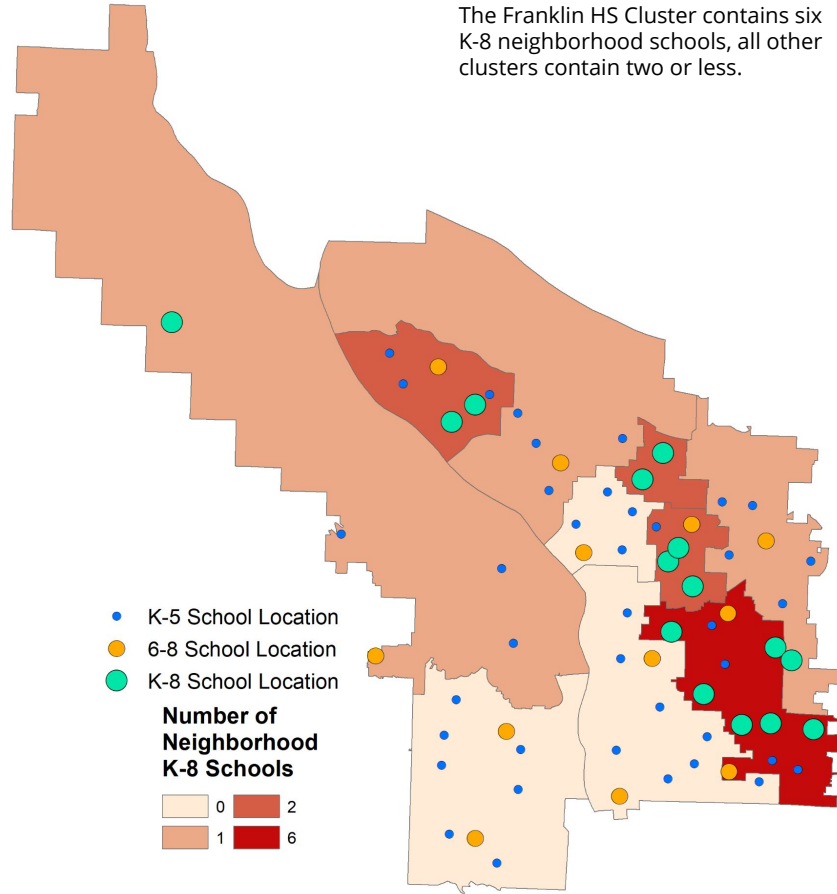 The Franklin HS Cluster contains six
K-8 neighborhood schools, all other
clusters contain two or less.
K-5 School Location
6-8 School Location
K-8 School Location
Number of
Neighborhood
K-8 Schools
0 2
1 6